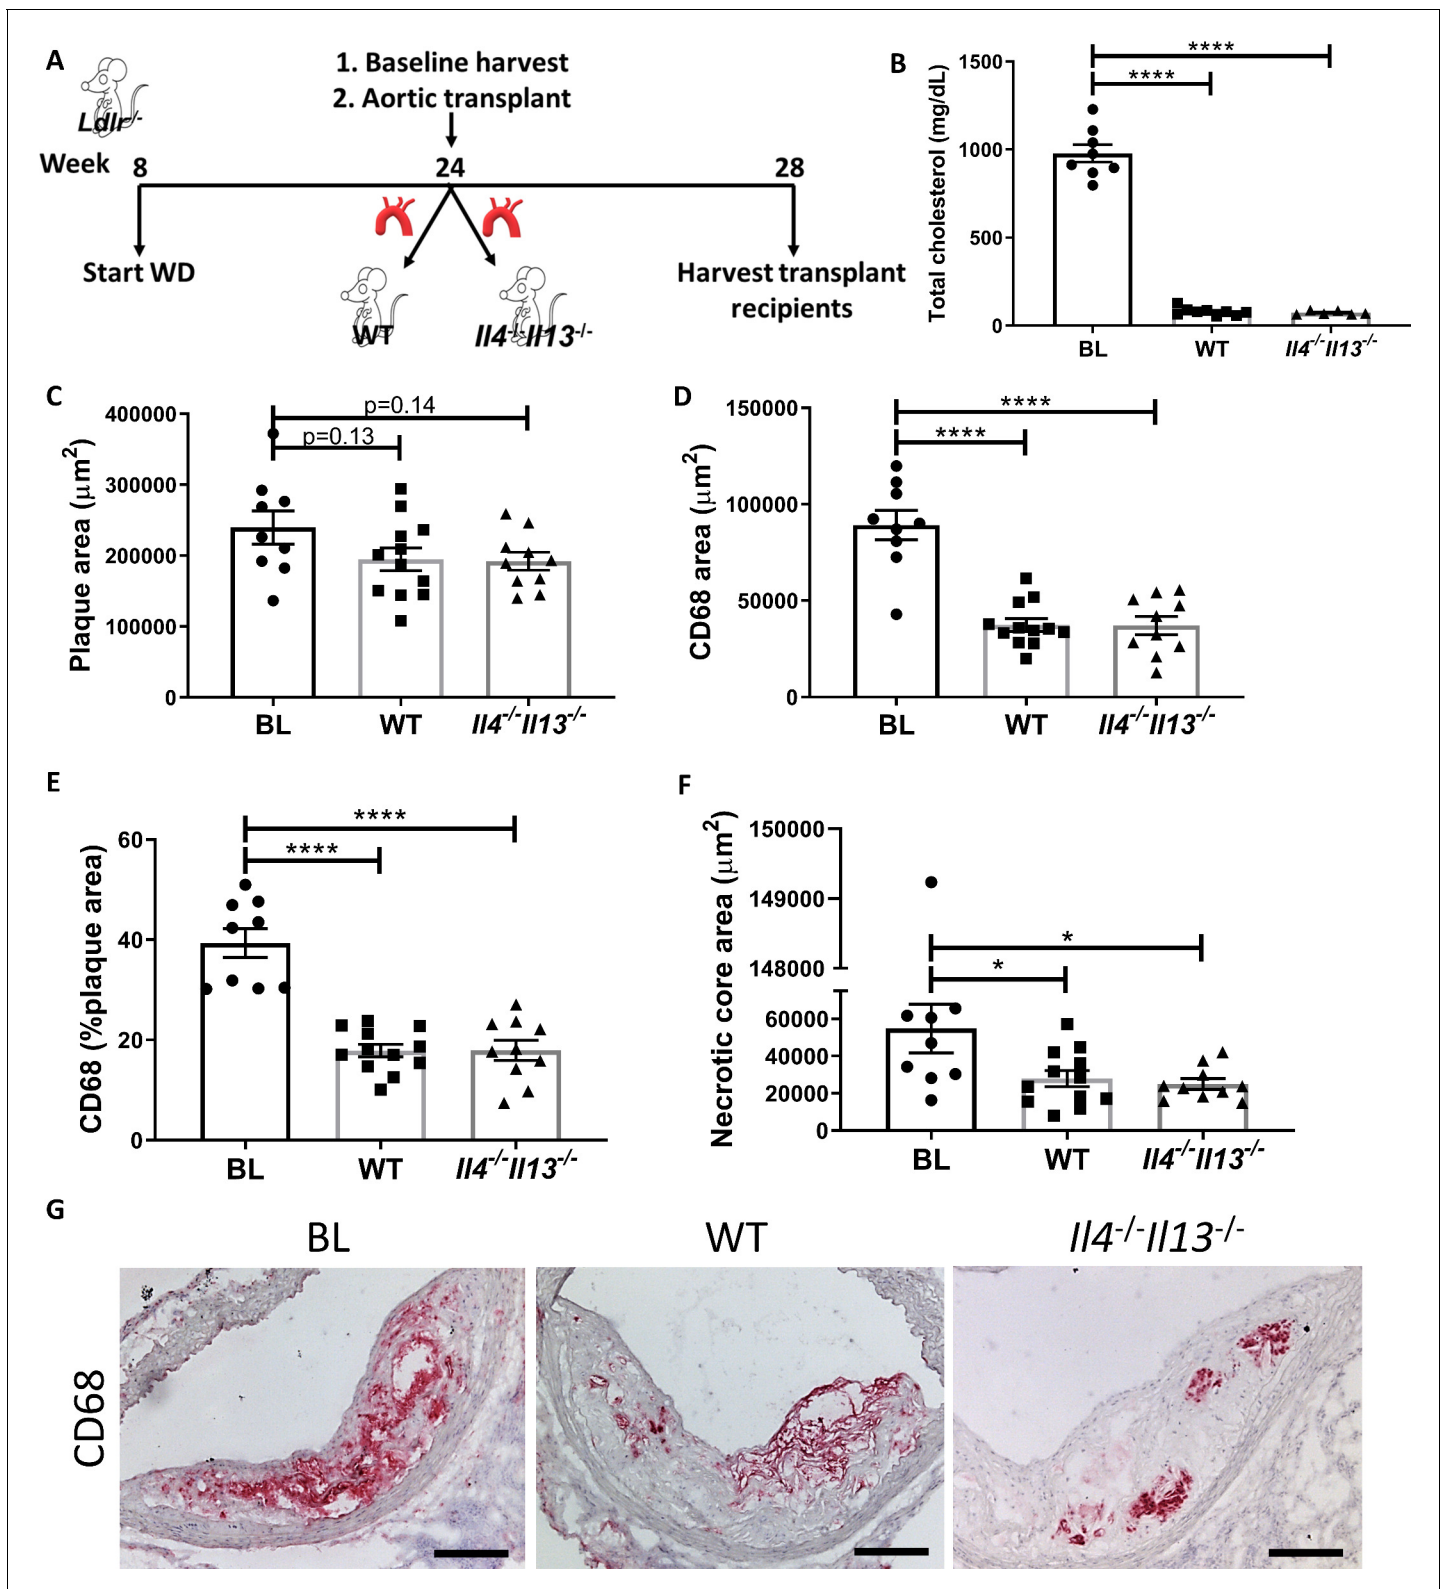 A
Ldlr-/-
1. Baseline harvest
2. Aortic transplant
Week 8 24 28
Start WD
WT
Il4-/-Il13-/-
Harvest transplant
recipients
B
Total cholesterol (mg/dL)
1500
1000
500
0
****
****
BL WT Il4-/-Il13-/-
C
Plaque area (μm2)
400000
300000
200000
100000
0
p=0.14
p=0.13
BL WT Il4-/-Il13-/-
D
CD68 area (μm2)
150000
100000
50000
0
****
****
BL WT Il4-/-Il13-/-
E
CD68 (%plaque area)
60
40
20
0
****
****
BL WT Il4-/-Il13-/-
F
Necrotic core area (μm2)
150000
149000
148000
60000
40000
20000
0
*
*
BL WT Il4-/-Il13-/-
G
BL WT Il4-/-Il13-/-
CD68